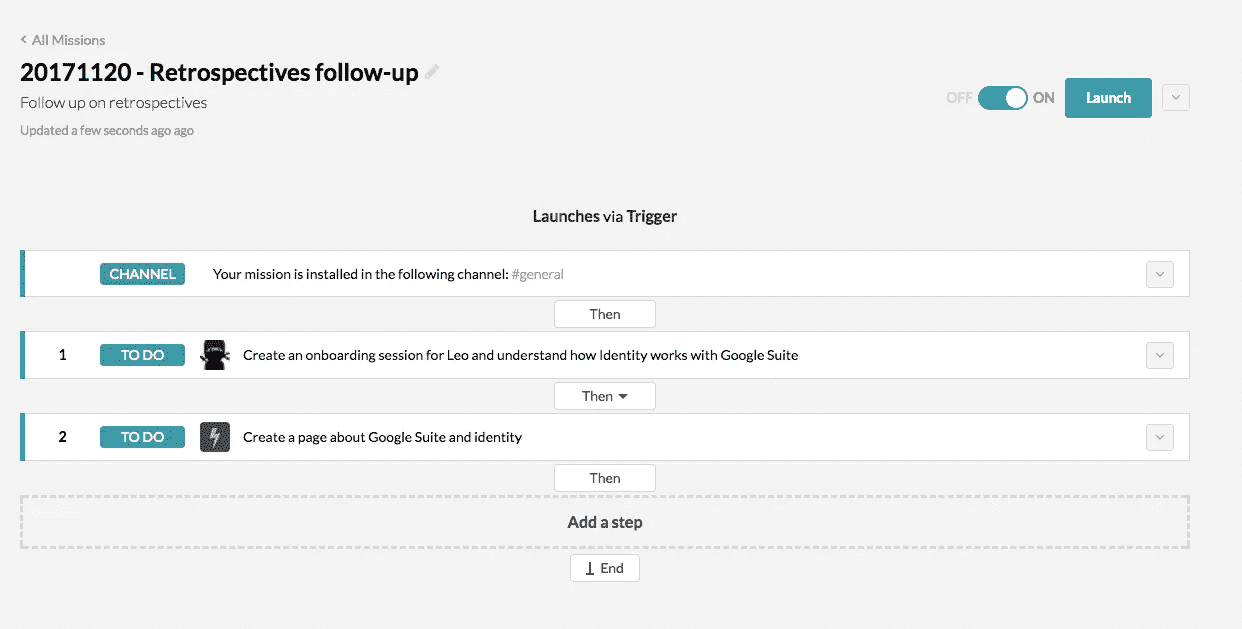 All Missions
20171120 - Retrospectives follow-up
Follow up on retrospectives
Updated a few seconds ago ago
OFF ON Launch
Launches via Trigger
CHANNEL Your mission is installed in the following channel: #general
Then
1 TO DO Create an onboarding session for Leo and understand how Identity works with Google Suite
Then
2 TO DO Create a page about Google Suite and identity
Then
Add a step
End